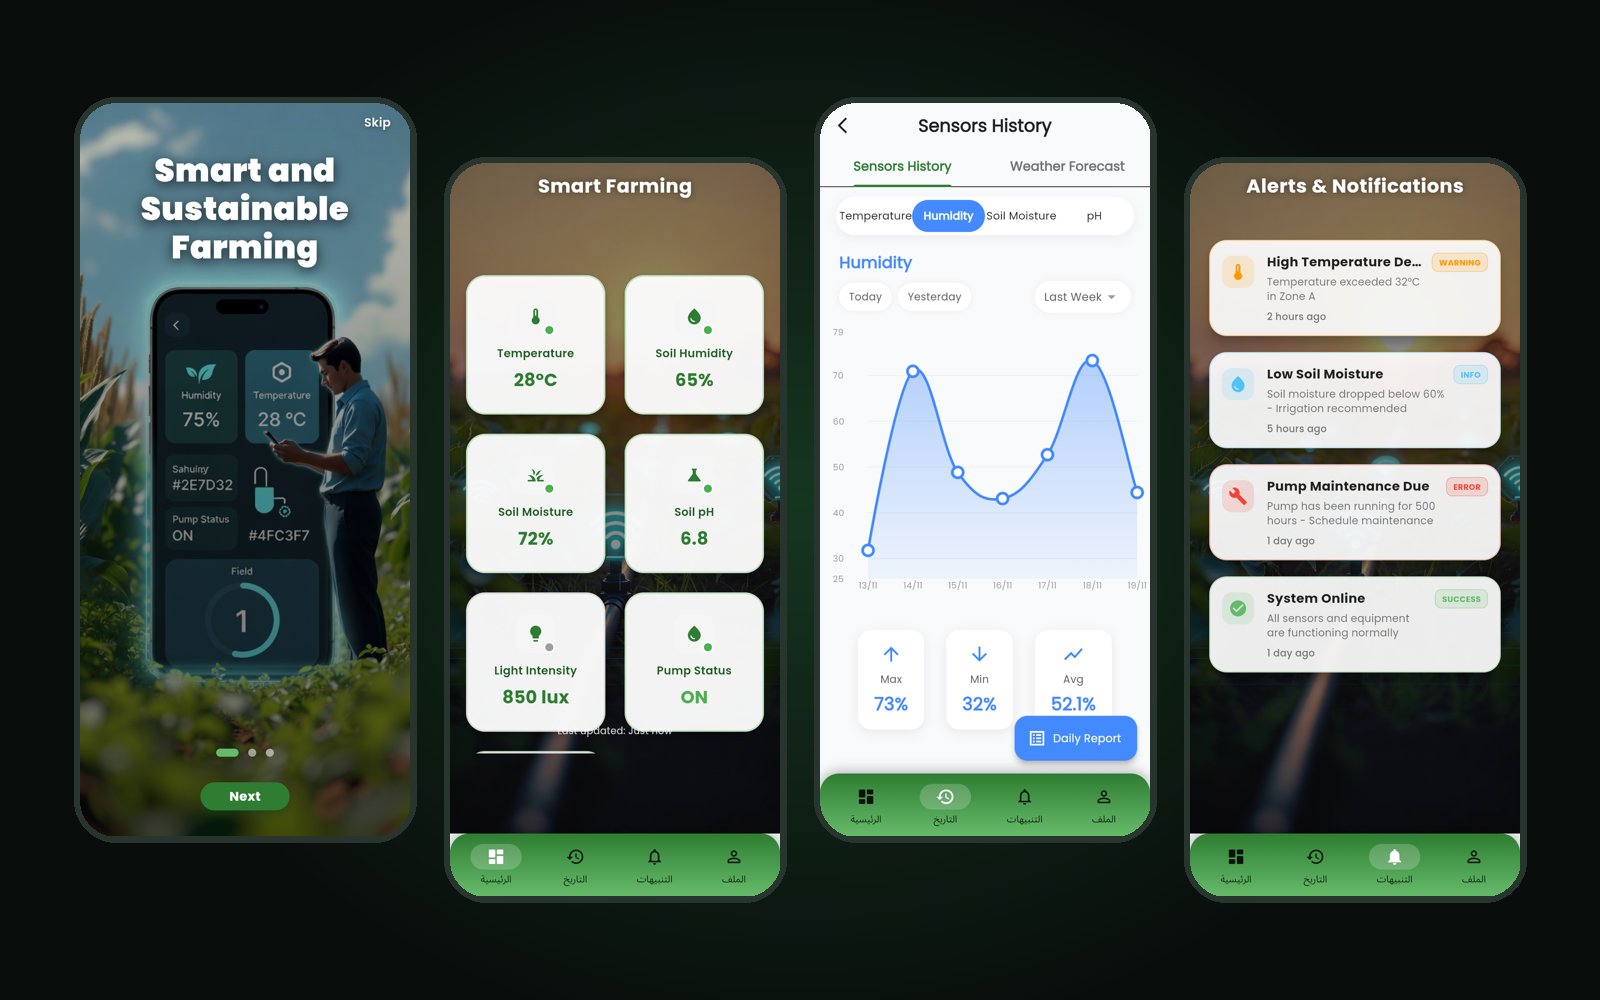 Skip
Smart and
Sustainable
Farming
Humidity
75%
Temperature
28 °C
Sahuiny
#2E7D32
Pump Status
ON
#4FC3F7
Field
1
Next
Smart Farming
Temperature
28°C
Soil Humidity
65%
Soil Moisture
72%
Soil pH
6.8
Light Intensity
850 lux
Pump Status
ON
Last updated: Just now
الرئيسية
التاريخ
التنبيهات
الملف
Sensors History
Sensors History
Weather Forecast
Temperature
Humidity
Soil Moisture
pH
Humidity
Today
Yesterday
Last Week
79
70
60
50
40
30
25
13/11
14/11
15/11
16/11
17/11
18/11
19/11
Max
73%
Min
32%
Avg
52.1%
Daily Report
الرئيسية
التاريخ
التنبيهات
الملف
Alerts & Notifications
High Temperature De...
WARNING
Temperature exceeded 32°C
in Zone A
2 hours ago
Low Soil Moisture
INFO
Soil moisture dropped below 60%
- Irrigation recommended
5 hours ago
Pump Maintenance Due
ERROR
Pump has been running for 500
hours - Schedule maintenance
1 day ago
System Online
SUCCESS
All sensors and equipment
are functioning normally
1 day ago
الرئيسية
التاريخ
التنبيهات
الملف